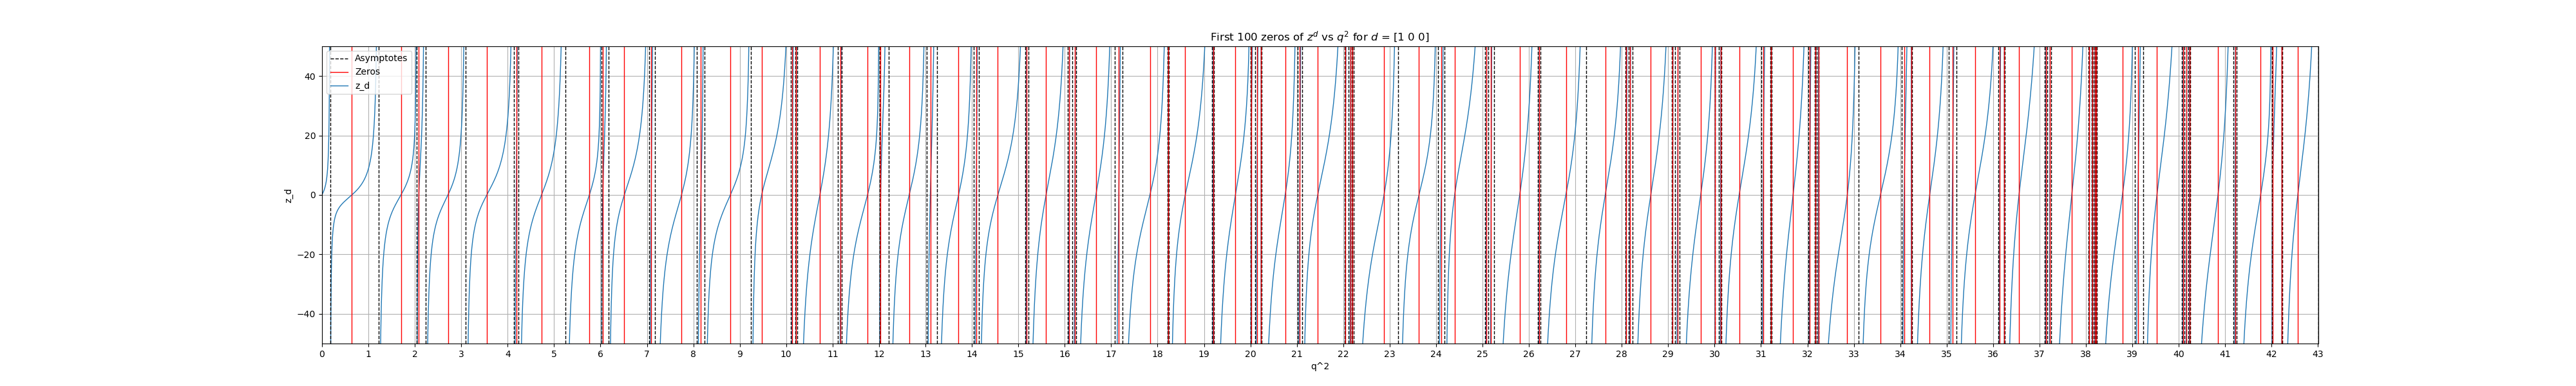 First 100 zeros of z^d vs q^2 for d = [1 0 0]
Asymptotes
Zeros
z_d
z_d
40
20
0
−20
−40
0 1 2 3 4 5 6 7 8 9 10 11 12 13 14 15 16 17 18 19 20 21 22 23 24 25 26 27 28 29 30 31 32 33 34 35 36 37 38 39 40 41 42 43
q^2